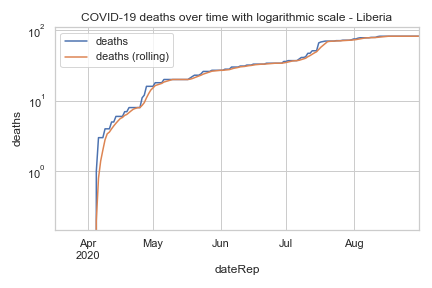 COVID-19 deaths over time with logarithmic scale - Liberia
deaths
deaths (rolling)
10²
10¹
10⁰
deaths
Apr
2020
May
Jun
Jul
Aug
dateRep